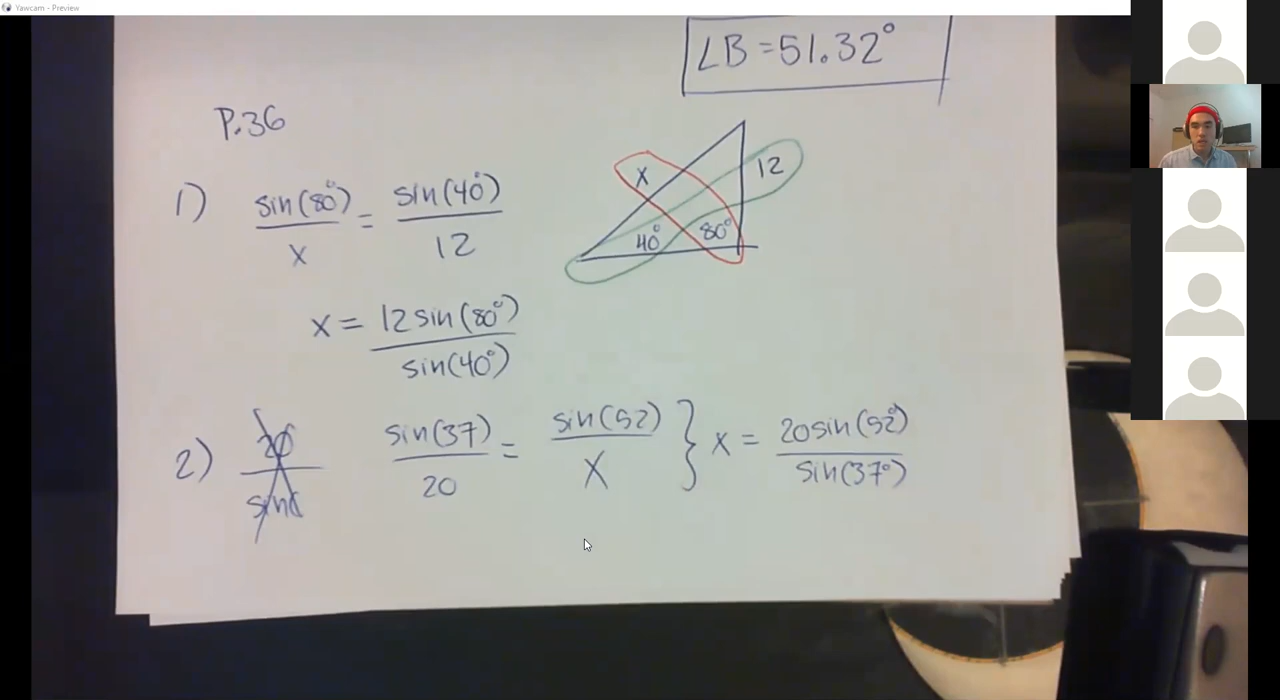 Yawcam - Preview
∠B = 51.32°
P.36
1) sin(80°)/x = sin(40°)/12
x
12
40° 80°
x = 12sin(80°)/sin(40°)
2) sin(37)/20 = sin(52)/x } x = 20sin(52°)/sin(37°)